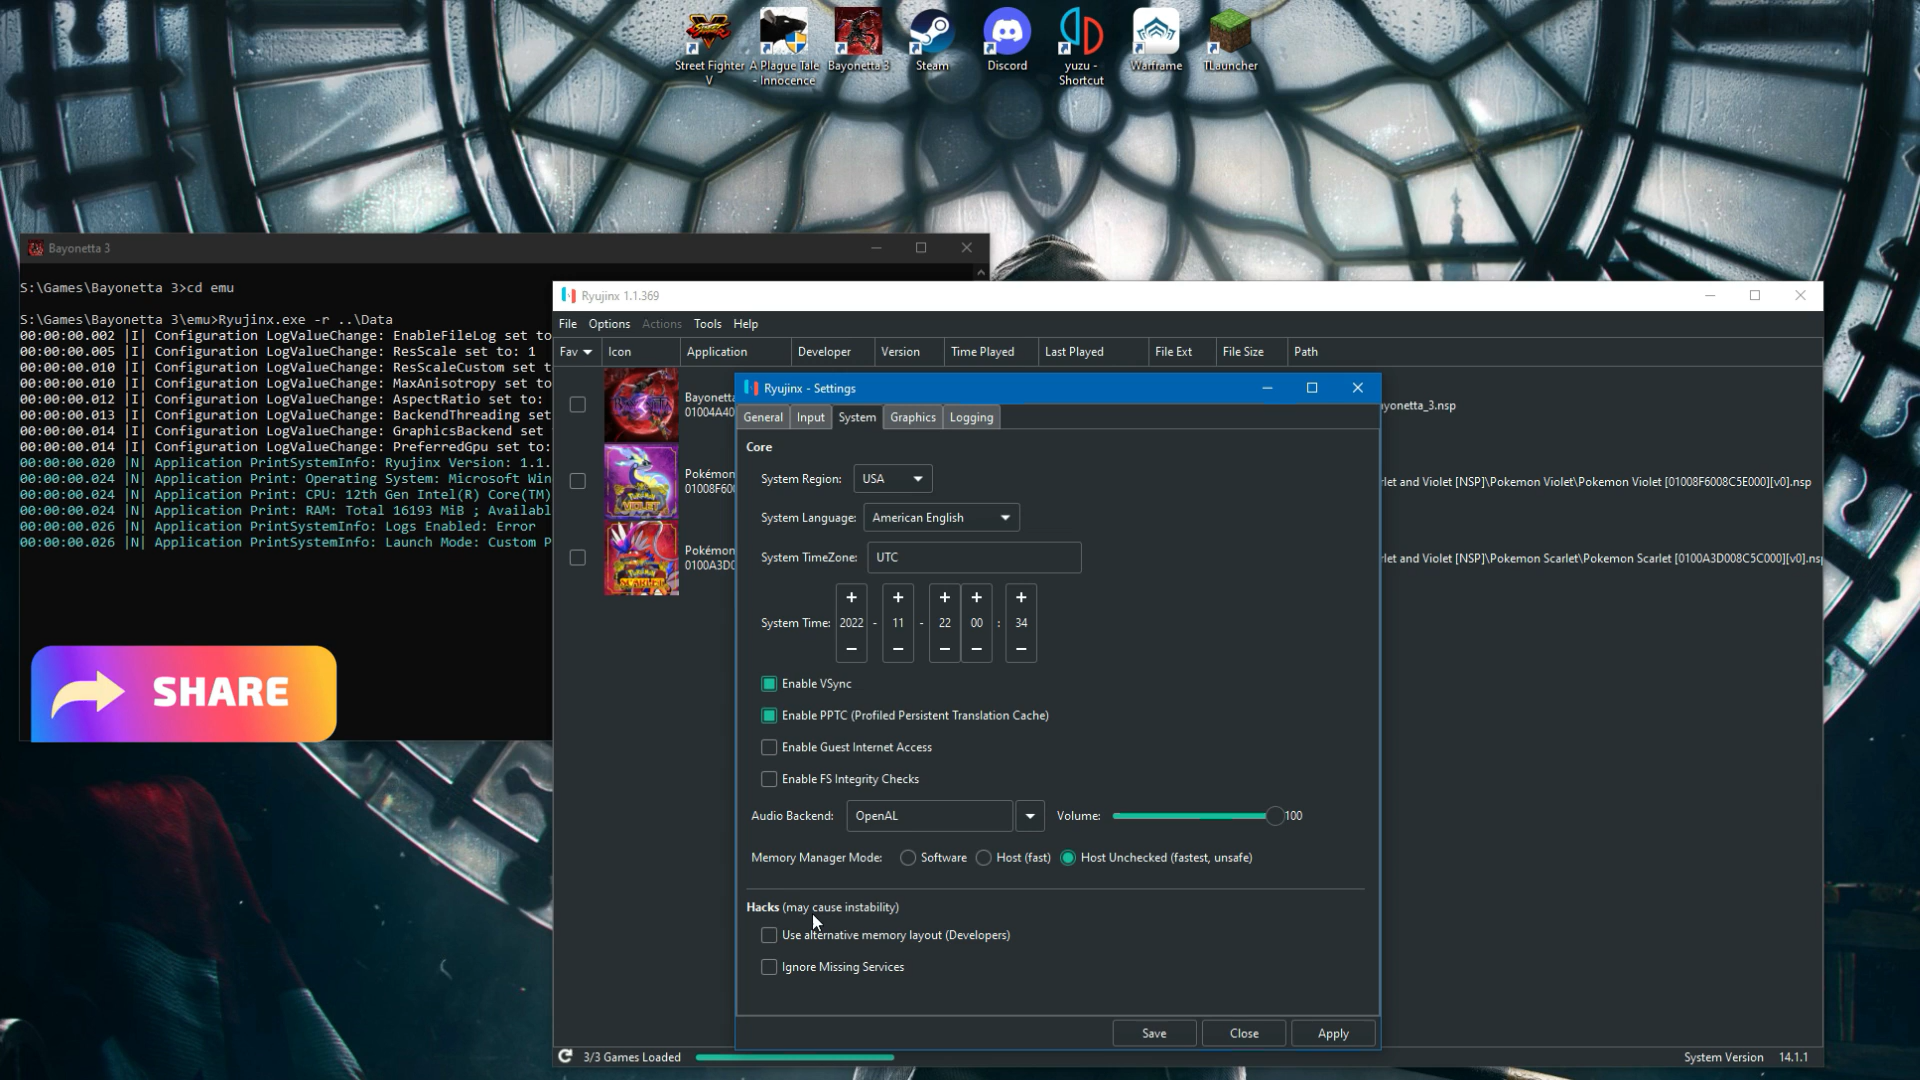 Street Fighter
V
A Plague Tale
- Innocence
Bayonetta 3
Steam
Discord
yuzu -
Shortcut
Warframe
TLauncher
Bayonetta 3
S:\Games\Bayonetta 3>cd emu
S:\Games\Bayonetta 3\emu>Ryujinx.exe -r ..\Data
00:00:00.002 |I| Configuration LogValueChange: EnableFileLog set to
00:00:00.005 |I| Configuration LogValueChange: ResScale set to: 1
00:00:00.010 |I| Configuration LogValueChange: ResScaleCustom set t
00:00:00.010 |I| Configuration LogValueChange: MaxAnisotropy set to
00:00:00.012 |I| Configuration LogValueChange: AspectRatio set to:
00:00:00.013 |I| Configuration LogValueChange: BackendThreading set
00:00:00.014 |I| Configuration LogValueChange: GraphicsBackend set
00:00:00.014 |I| Configuration LogValueChange: PreferredGpu set to:
00:00:00.020 |N| Application PrintSystemInfo: Ryujinx Version: 1.1.
00:00:00.024 |N| Application Print: Operating System: Microsoft Win
00:00:00.024 |N| Application Print: CPU: 12th Gen Intel(R) Core(TM)
00:00:00.024 |N| Application Print: RAM: Total 16193 MiB ; Availabl
00:00:00.026 |N| Application PrintSystemInfo: Logs Enabled: Error
00:00:00.026 |N| Application PrintSystemInfo: Launch Mode: Custom P
SHARE
Ryujinx 1.1.369
File Options Actions Tools Help
Fav Icon Application Developer Version Time Played Last Played File Ext File Size Path
Bayonetta
01004A40
yonetta_3.nsp
Pokémon
01008F600
let and Violet [NSP]\Pokemon Violet\Pokemon Violet [01008F6008C5E000][v0].nsp
Pokémon
0100A3D0
let and Violet [NSP]\Pokemon Scarlet\Pokemon Scarlet [0100A3D008C5C000][v0].nsp
VIOLET
SCARLET
Ryujinx - Settings
General Input System Graphics Logging
Core
System Region: USA
System Language: American English
System TimeZone: UTC
+ + + + +
System Time: 2022 - 11 - 22 00 : 34
− − − − −
Enable VSync
Enable PPTC (Profiled Persistent Translation Cache)
Enable Guest Internet Access
Enable FS Integrity Checks
Audio Backend: OpenAL Volume: 100
Memory Manager Mode: Software Host (fast) Host Unchecked (fastest, unsafe)
Hacks (may cause instability)
Use alternative memory layout (Developers)
Ignore Missing Services
Save Close Apply
3/3 Games Loaded
System Version 14.1.1